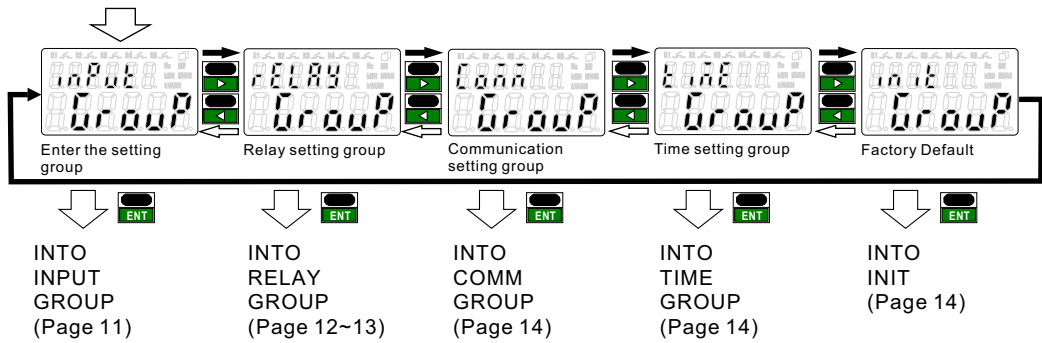 inPut
GrouP
rELAY
GrouP
Comm
GrouP
timE
GrouP
init
GrouP
Enter the setting
group
Relay setting group
Communication
setting group
Time setting group
Factory Default
ENT
ENT
ENT
ENT
ENT
INTO
INPUT
GROUP
(Page 11)
INTO
RELAY
GROUP
(Page 12~13)
INTO
COMM
GROUP
(Page 14)
INTO
TIME
GROUP
(Page 14)
INTO
INIT
(Page 14)